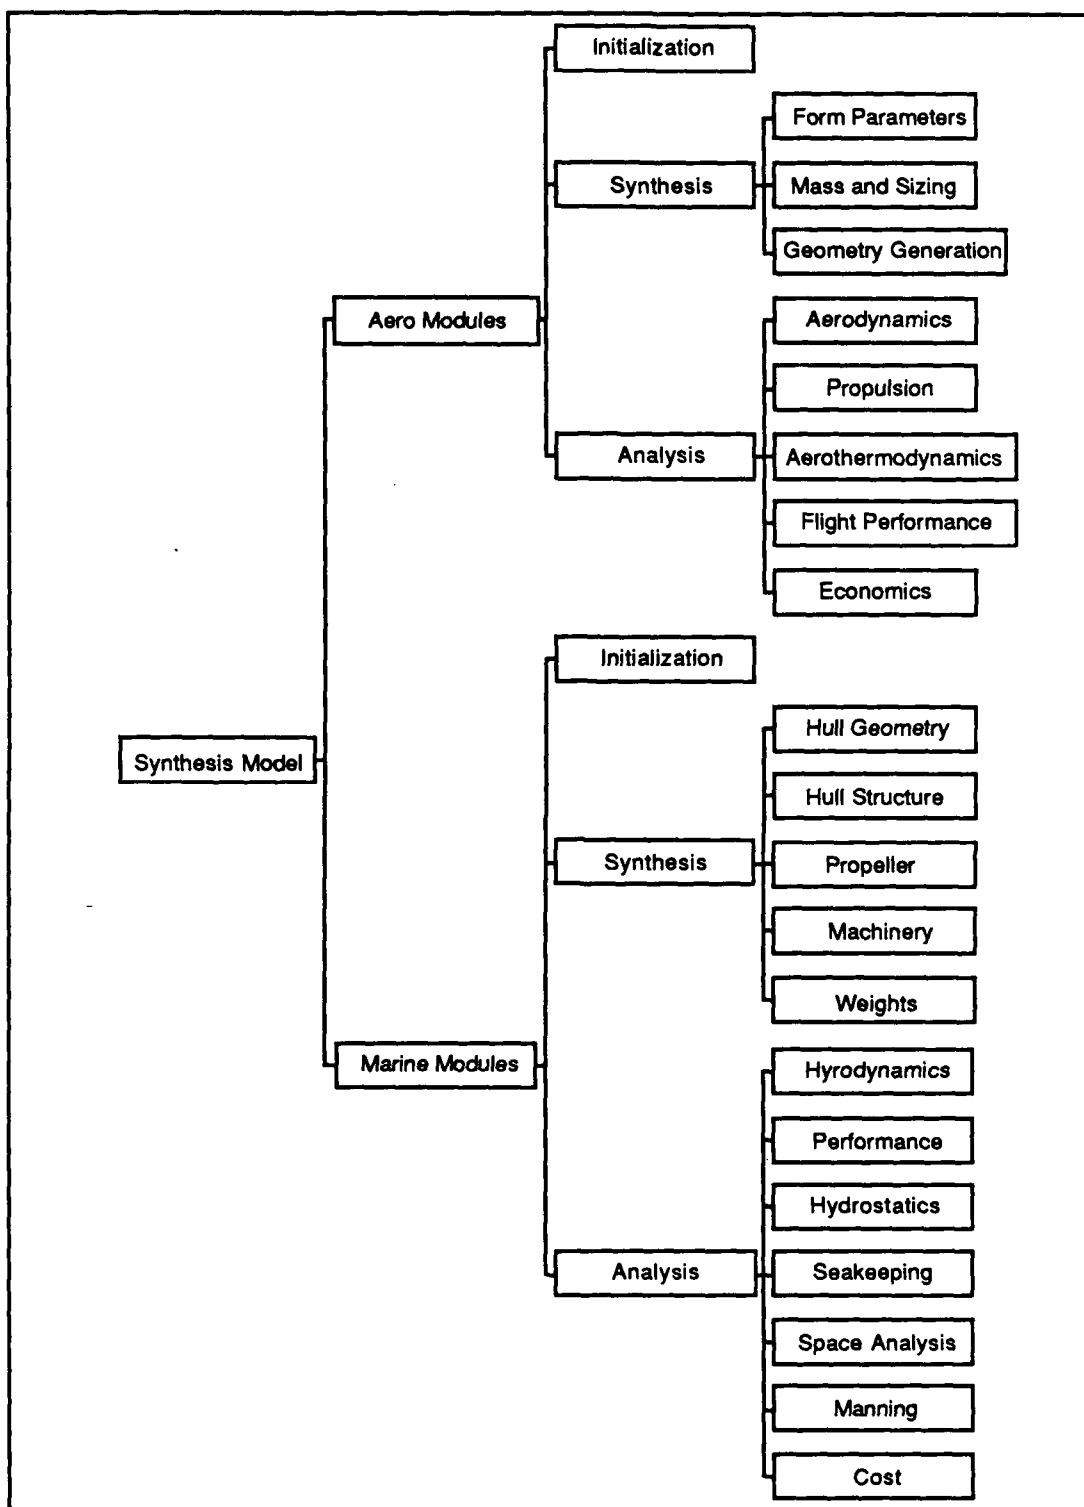 Initialization
Form Parameters
Synthesis
Mass and Sizing
Geometry Generation
Aero Modules
Aerodynamics
Propulsion
Analysis
Aerothermodynamics
Flight Performance
Economics
Initialization
Hull Geometry
Synthesis Model
Hull Structure
Synthesis
Propeller
Machinery
Weights
Marine Modules
Hyrodynamics
Performance
Hydrostatics
Analysis
Seakeeping
Space Analysis
Manning
Cost